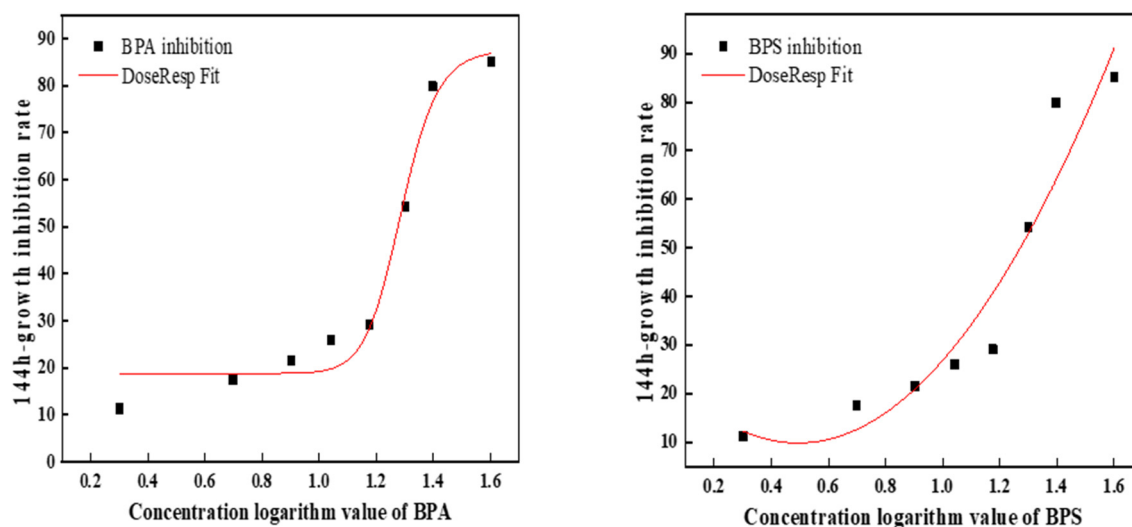 BPA inhibition
DoseResp Fit
144h-growth inhibition rate
90
80
70
60
50
40
30
20
10
0
0.2 0.4 0.6 0.8 1.0 1.2 1.4 1.6
Concentration logarithm value of BPA
BPS inhibition
DoseResp Fit
144h-growth inhibition rate
90
80
70
60
50
40
30
20
10
0.2 0.4 0.6 0.8 1.0 1.2 1.4 1.6
Concentration logarithm value of BPS